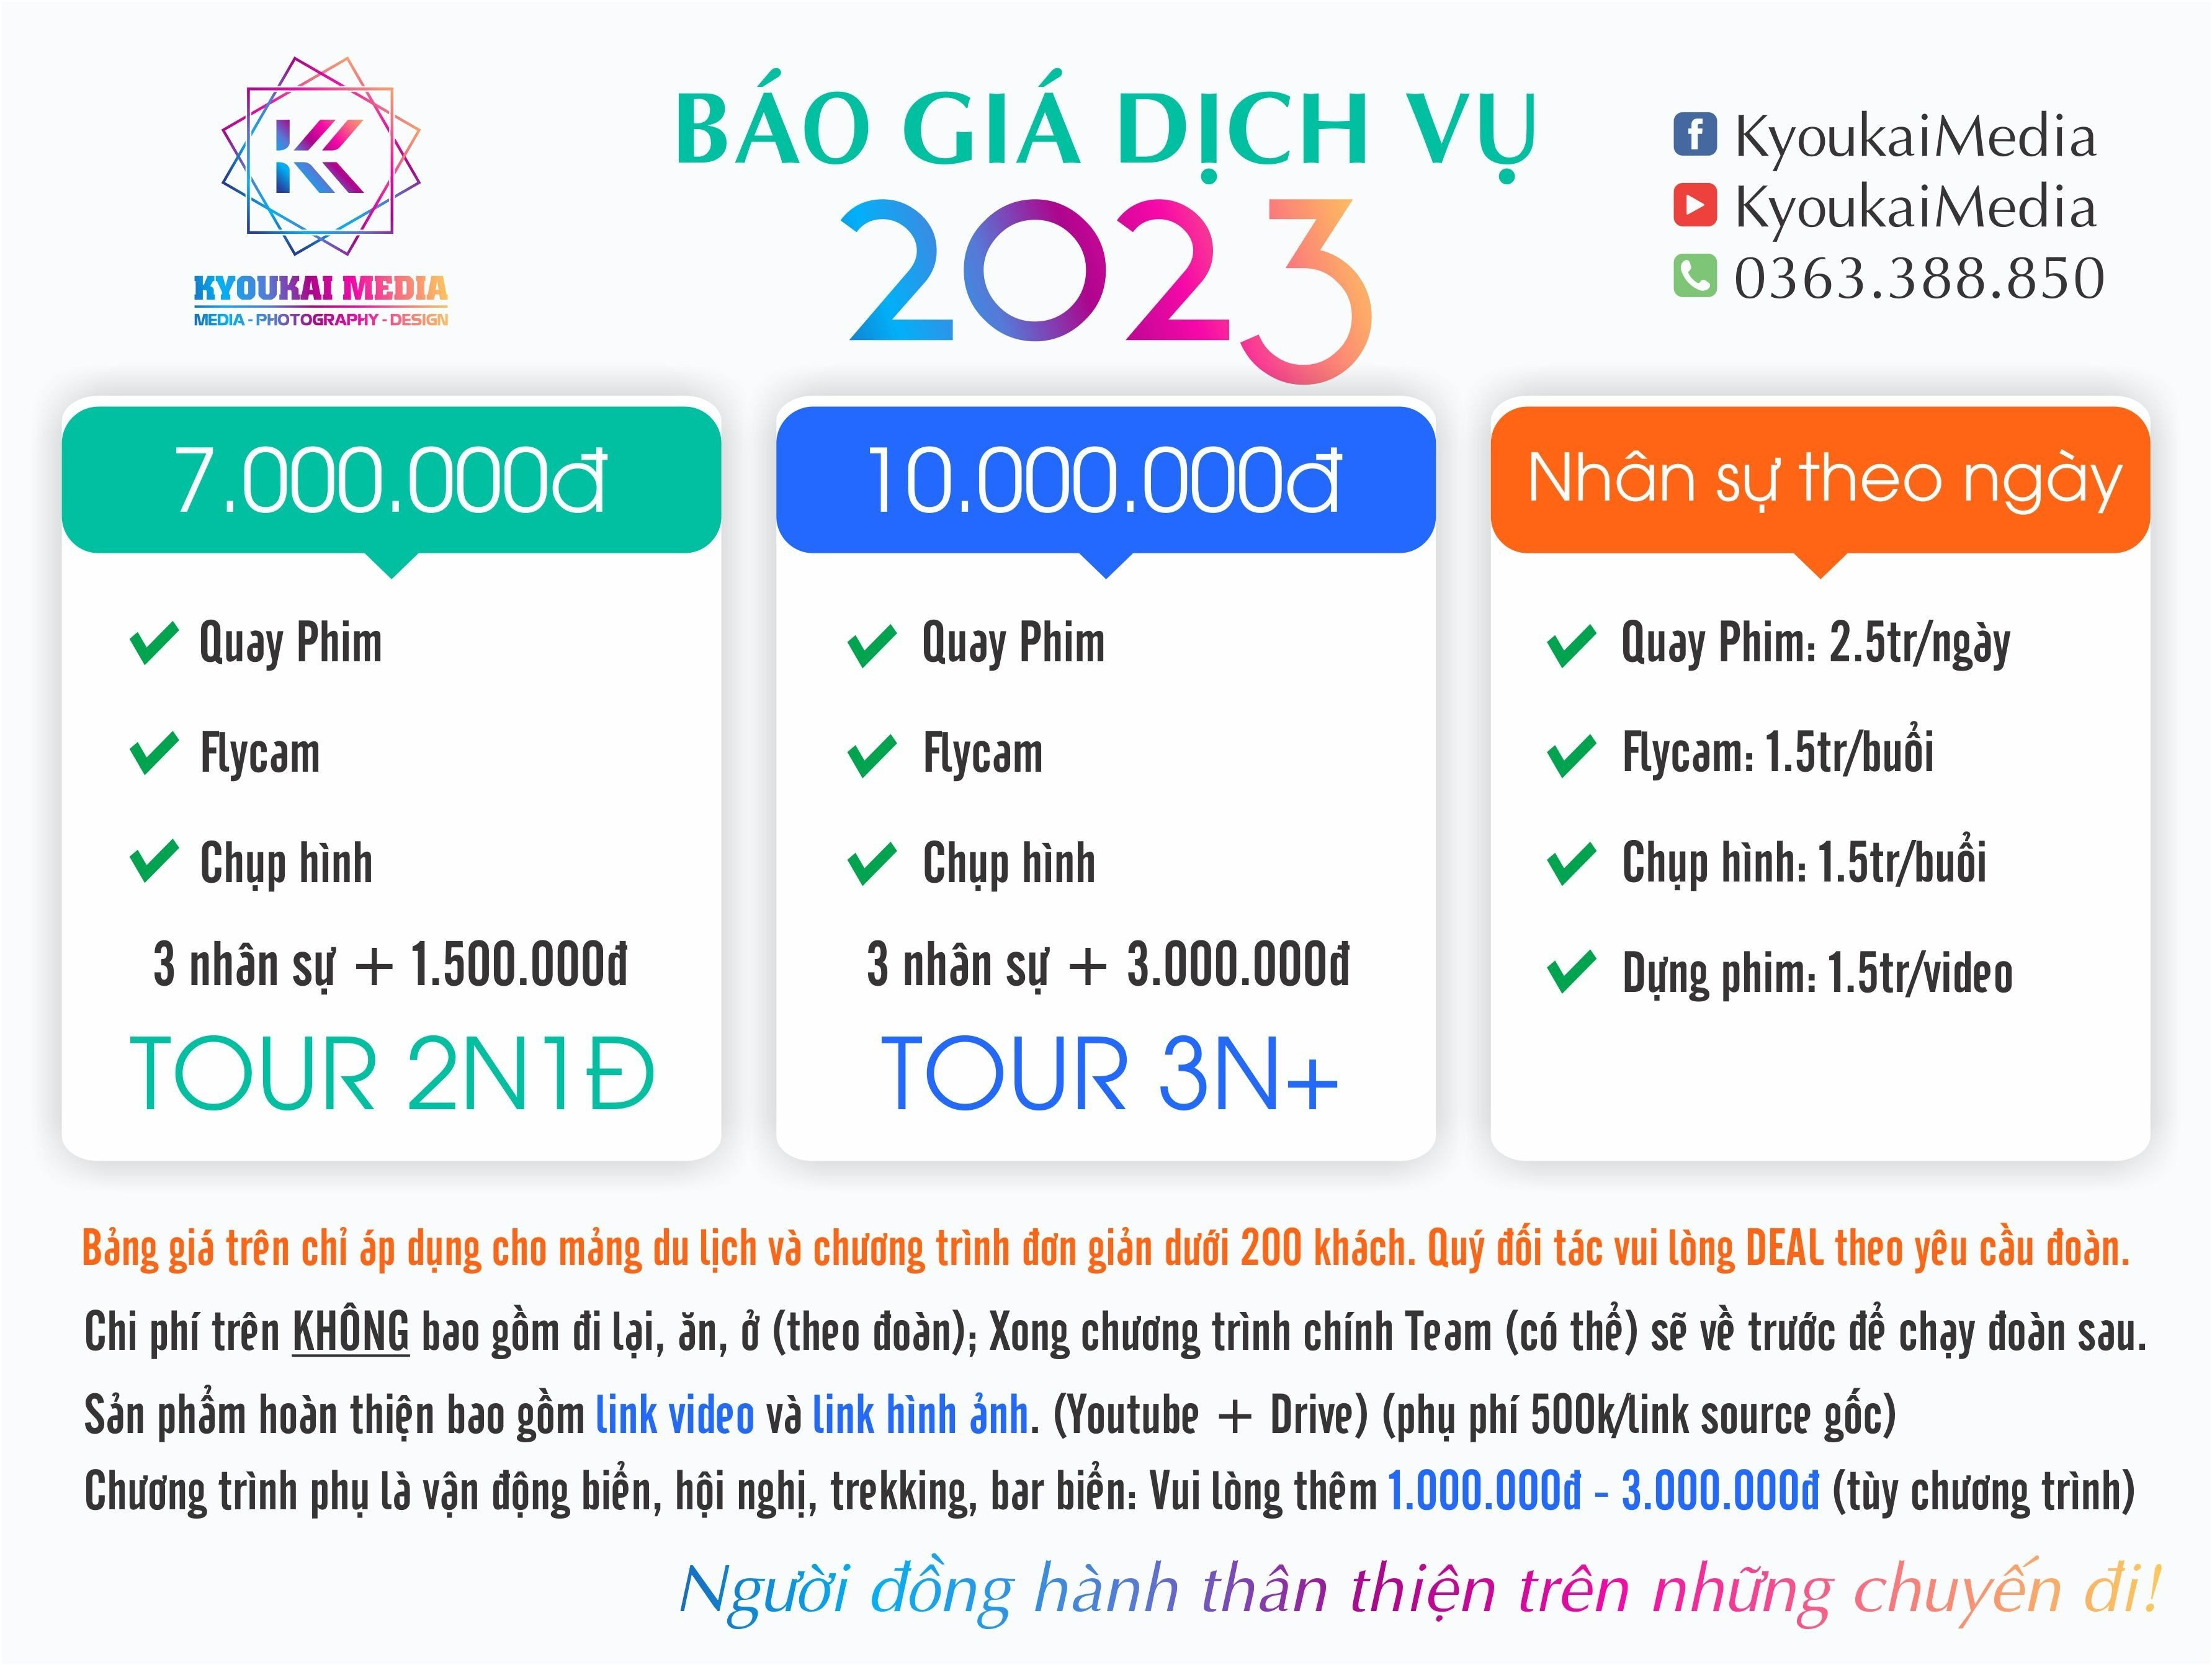 KYOUKAI MEDIA
MEDIA - PHOTOGRAPHY - DESIGN
BÁO GIÁ DỊCH VỤ
2023
KyoukaiMedia
KyoukaiMedia
0363.388.850
7.000.000đ
Quay Phim
Flycam
Chụp hình
3 nhân sự + 1.500.000đ
TOUR 2N1Đ
10.000.000đ
Quay Phim
Flycam
Chụp hình
3 nhân sự + 3.000.000đ
TOUR 3N+
Nhân sự theo ngày
Quay Phim: 2.5tr/ngày
Flycam: 1.5tr/buổi
Chụp hình: 1.5tr/buổi
Dựng phim: 1.5tr/video
Bảng giá trên chỉ áp dụng cho mảng du lịch và chương trình đơn giản dưới 200 khách. Quý đối tác vui lòng DEAL theo yêu cầu đoàn.
Chi phí trên KHÔNG bao gồm đi lại, ăn, ở (theo đoàn); Xong chương trình chính Team (có thể) sẽ về trước để chạy đoàn sau.
Sản phẩm hoàn thiện bao gồm link video và link hình ảnh. (Youtube + Drive) (phụ phí 500k/link source gốc)
Chương trình phụ là vận động biển, hội nghị, trekking, bar biển: Vui lòng thêm 1.000.000đ - 3.000.000đ (tùy chương trình)
Người đồng hành thân thiện trên những chuyến đi!